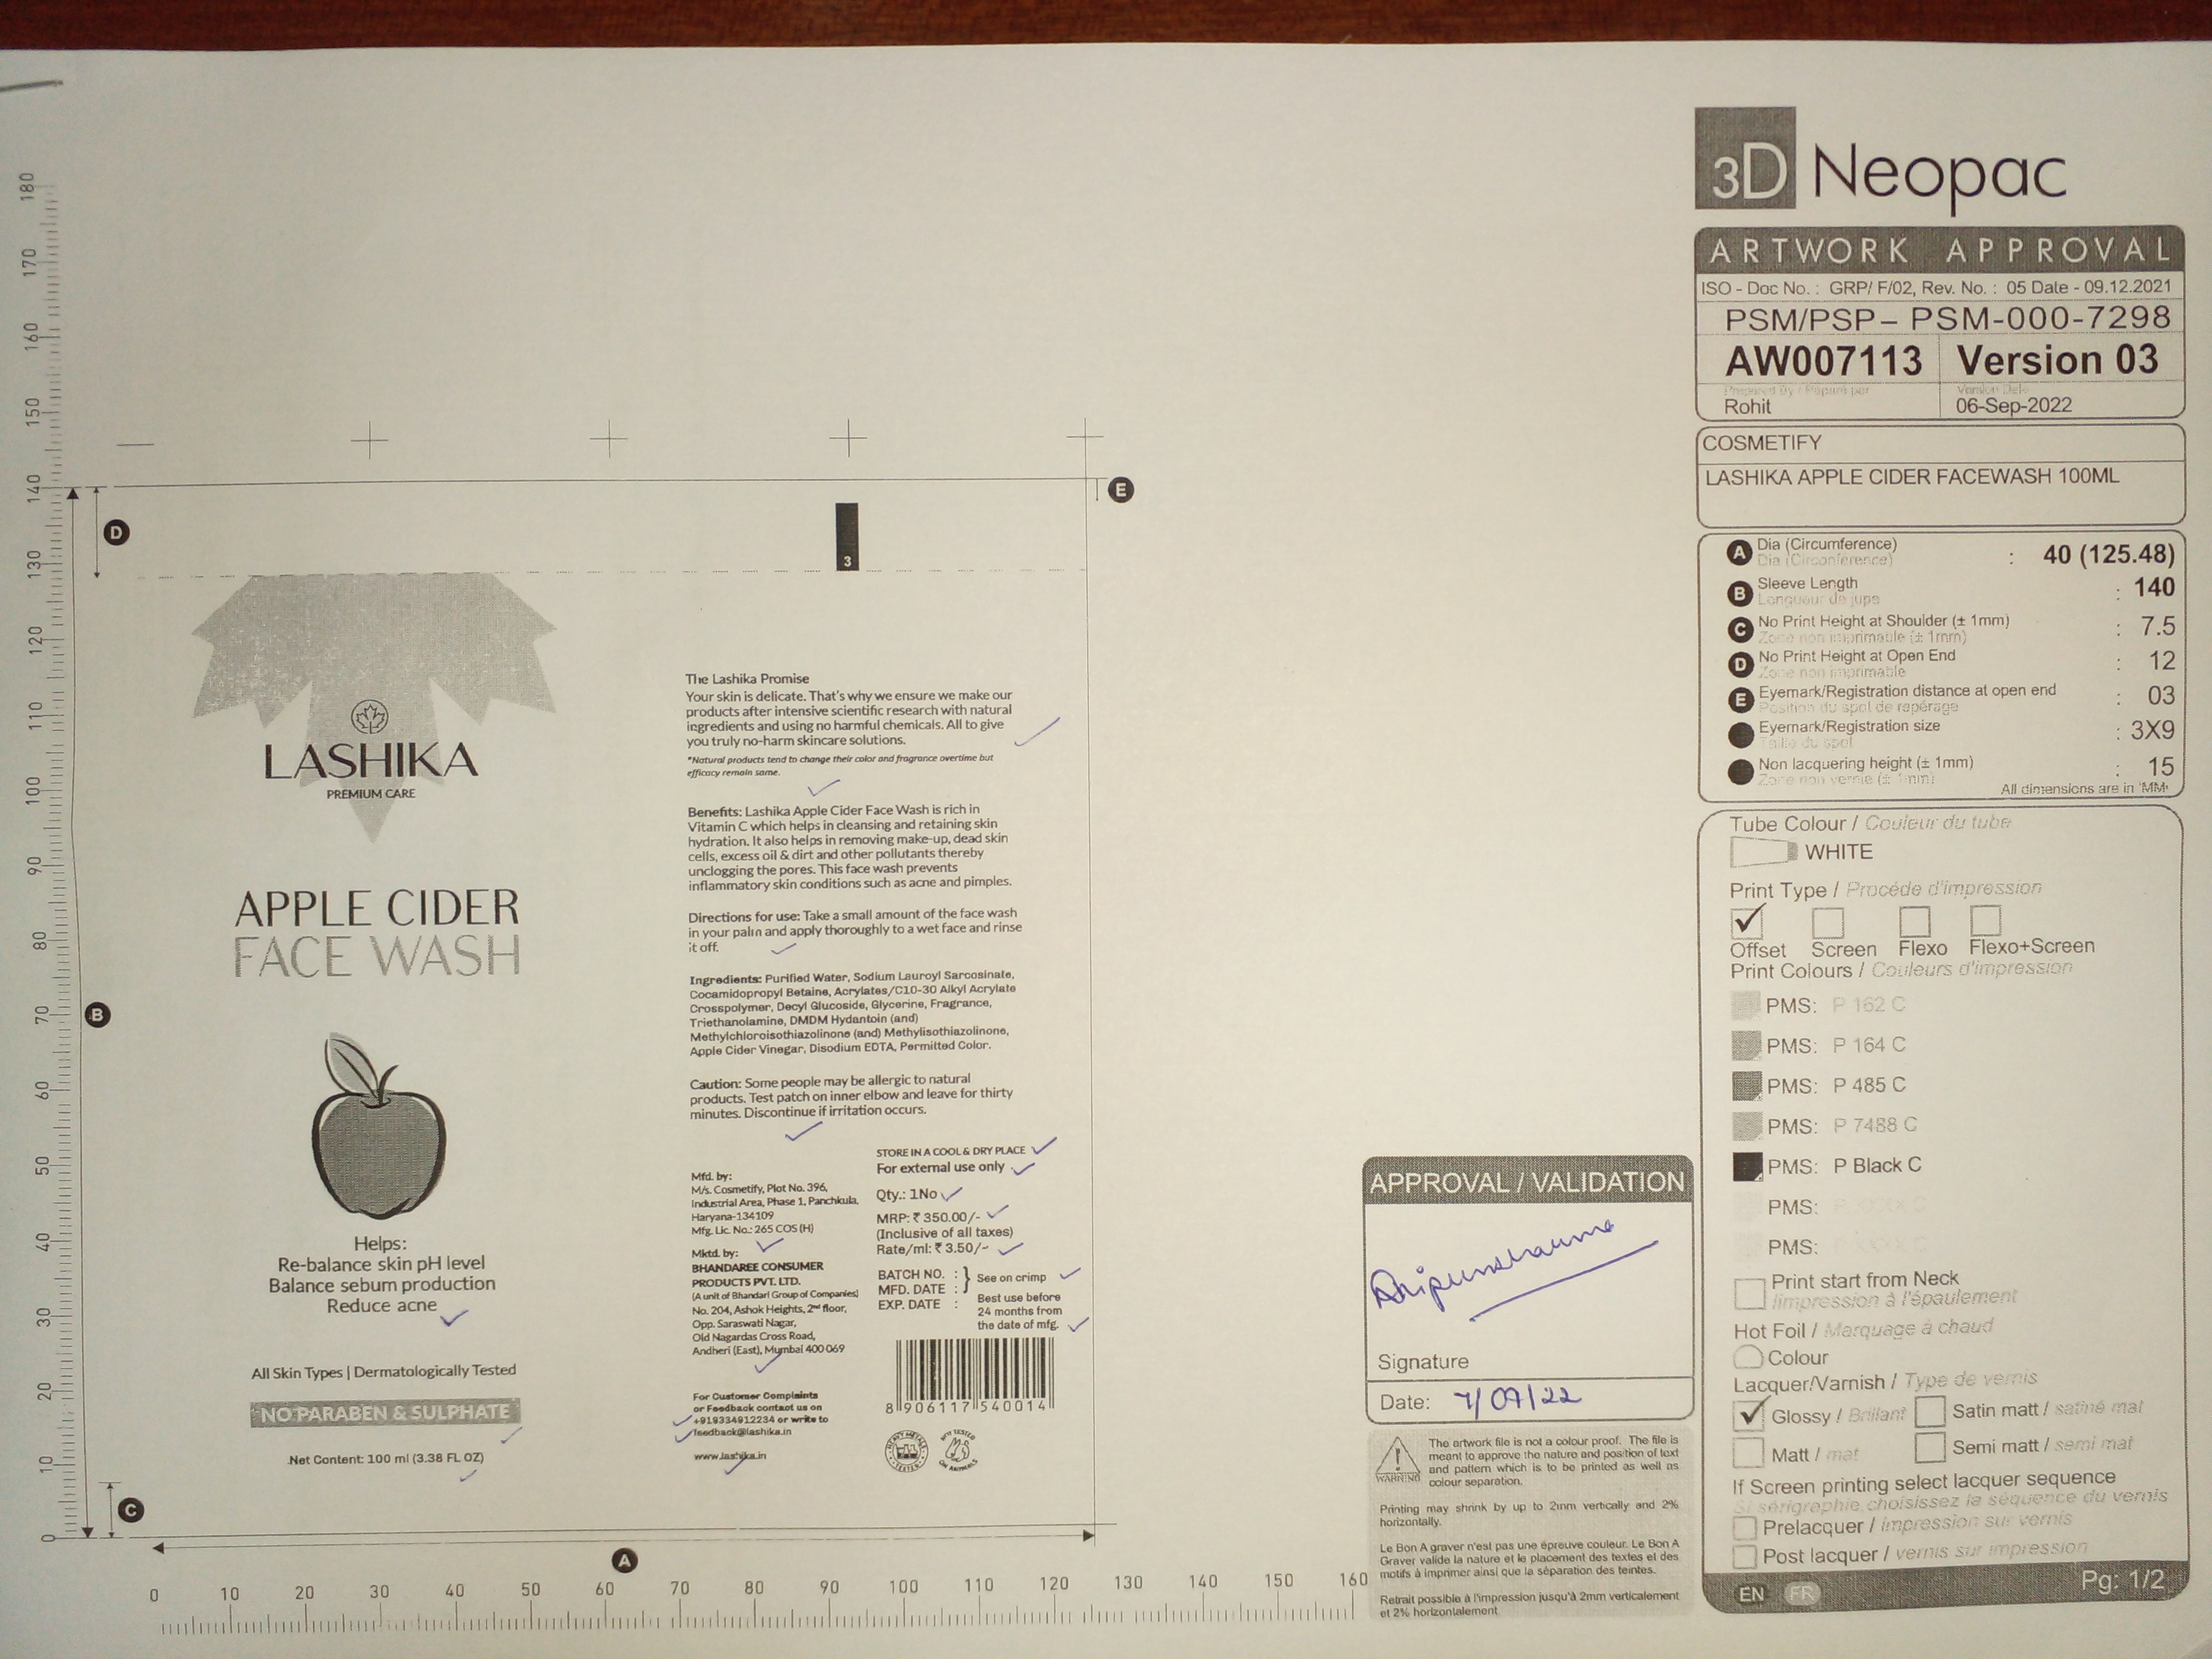 3D Neopac
ARTWORK APPROVAL
ISO - Doc No. : GRP/ F/02, Rev. No. : 05 Date - 09.12.2021
PSM/PSP– PSM-000-7298
AW007113 Version 03
Prepared By / Préparé par
Rohit
06-Sep-2022
COSMETIFY
LASHIKA APPLE CIDER FACEWASH 100ML
A Dia (Circumference) : 40 (125.48)
Dia (Circonférence)
B Sleeve Length : 140
Longueur de jupe
C No Print Height at Shoulder (± 1mm) : 7.5
Zone non imprimable (± 1mm)
D No Print Height at Open End : 12
Zone non imprimable
E Eyemark/Registration distance at open end : 03
Position du spot de repérage
Eyemark/Registration size : 3X9
Taille du spot
Non lacquering height (± 1mm) : 15
Zone non vernie (± 1mm)
All dimensions are in 'MM'
Tube Colour / Couleur du tube
WHITE
Print Type / Procéde d'impression
Offset Screen Flexo Flexo+Screen
Print Colours / Couleurs d'impression
PMS: P 162 C
PMS: P 164 C
PMS: P 485 C
PMS: P 7488 C
PMS: P Black C
PMS:
PMS:
Print start from Neck
Iimpression à l'épaulement
Hot Foil / Marquage à chaud
Colour
Lacquer/Varnish / Type de vernis
Glossy / Brillant Satin matt / satiné mat
Matt / mat Semi matt / semi mat
If Screen printing select lacquer sequence
Si sérigraphie choisissez la séquence du vernis
Prelacquer / impression sur vernis
Post lacquer / vernis sur impression
EN FR Pg: 1/2
180
170
160
150
140
130
120
110
100
90
80
70
60
50
40
30
20
10
0
D
E
B
C
A
3
LASHIKA
PREMIUM CARE
APPLE CIDER
FACE WASH
Helps:
Re-balance skin pH level
Balance sebum production
Reduce acne
All Skin Types | Dermatologically Tested
NO PARABEN & SULPHATE
Net Content: 100 ml (3.38 FL OZ)
The Lashika Promise
Your skin is delicate. That's why we ensure we make our
products after intensive scientific research with natural
ingredients and using no harmful chemicals. All to give
you truly no-harm skincare solutions.
*Natural products tend to change their color and fragrance overtime but
efficacy remain same.
Benefits: Lashika Apple Cider Face Wash is rich in
Vitamin C which helps in cleansing and retaining skin
hydration. It also helps in removing make-up, dead skin
cells, excess oil & dirt and other pollutants thereby
unclogging the pores. This face wash prevents
inflammatory skin conditions such as acne and pimples.
Directions for use: Take a small amount of the face wash
in your palm and apply thoroughly to a wet face and rinse
it off.
Ingredients: Purified Water, Sodium Lauroyl Sarcosinate,
Cocamidopropyl Betaine, Acrylates/C10-30 Alkyl Acrylate
Crosspolymer, Decyl Glucoside, Glycerine, Fragrance,
Triethanolamine, DMDM Hydantoin (and)
Methylchloroisothiazolinone (and) Methylisothiazolinone,
Apple Cider Vinegar, Disodium EDTA, Permitted Color.
Caution: Some people may be allergic to natural
products. Test patch on inner elbow and leave for thirty
minutes. Discontinue if irritation occurs.
Mfd. by:
M/s. Cosmetify, Plot No. 396,
Industrial Area, Phase 1, Panchkula,
Haryana-134109
Mfg. Lic. No.: 265 COS (H)
Mktd. by:
BHANDAREE CONSUMER
PRODUCTS PVT. LTD.
(A unit of Bhandari Group of Companies)
No. 204, Ashok Heights, 2nd floor,
Opp. Saraswati Nagar,
Old Nagardas Cross Road,
Andheri (East), Mumbai 400 069
For Customer Complaints
or Feedback contact us on
+919334912234 or write to
feedback@lashika.in
www.lashika.in
STORE IN A COOL & DRY PLACE
For external use only
Qty.: 1No
MRP: ₹ 350.00/-
(Inclusive of all taxes)
Rate/ml: ₹ 3.50/-
BATCH NO. :
MFD. DATE : } See on crimp
EXP. DATE : Best use before
24 months from
the date of mfg.
8 906117 540014
HEAVY METALS TESTED
NOT TESTED ON ANIMALS
APPROVAL / VALIDATION
Signature
Date: 7/09/22
WARNING
The artwork file is not a colour proof. The file is
meant to approve the nature and position of text
and pattern which is to be printed as well as
colour separation.
Printing may shrink by up to 2mm vertically and 2%
horizontally.
Le Bon A graver n'est pas une épreuve couleur. Le Bon A
Graver valide la nature et le placement des textes et des
motifs à imprimer ainsi que la séparation des teintes.
Retrait possible à l'impression jusqu'à 2mm verticalement
et 2% horizontalement
0 10 20 30 40 50 60 70 80 90 100 110 120 130 140 150 160